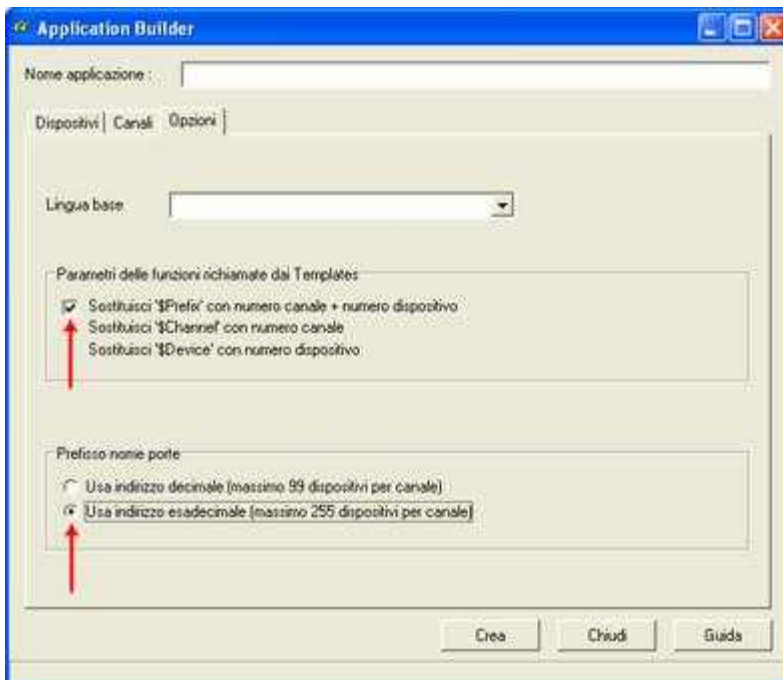 Application Builder
Nome applicazione :
Dispositivi Canali Opzioni
Lingua base
Parametri delle funzioni richiamate dai Templates
Sostituisci '$Prefix' con numero canale + numero dispositivo
Sostituisci '$Channel' con numero canale
Sostituisci '$Device' con numero dispositivo
Prefisso nome porte
Usa indirizzo decimale (massimo 99 dispositivi per canale)
Usa indirizzo esadecimale (massimo 255 dispositivi per canale)
Crea Chiudi Guida